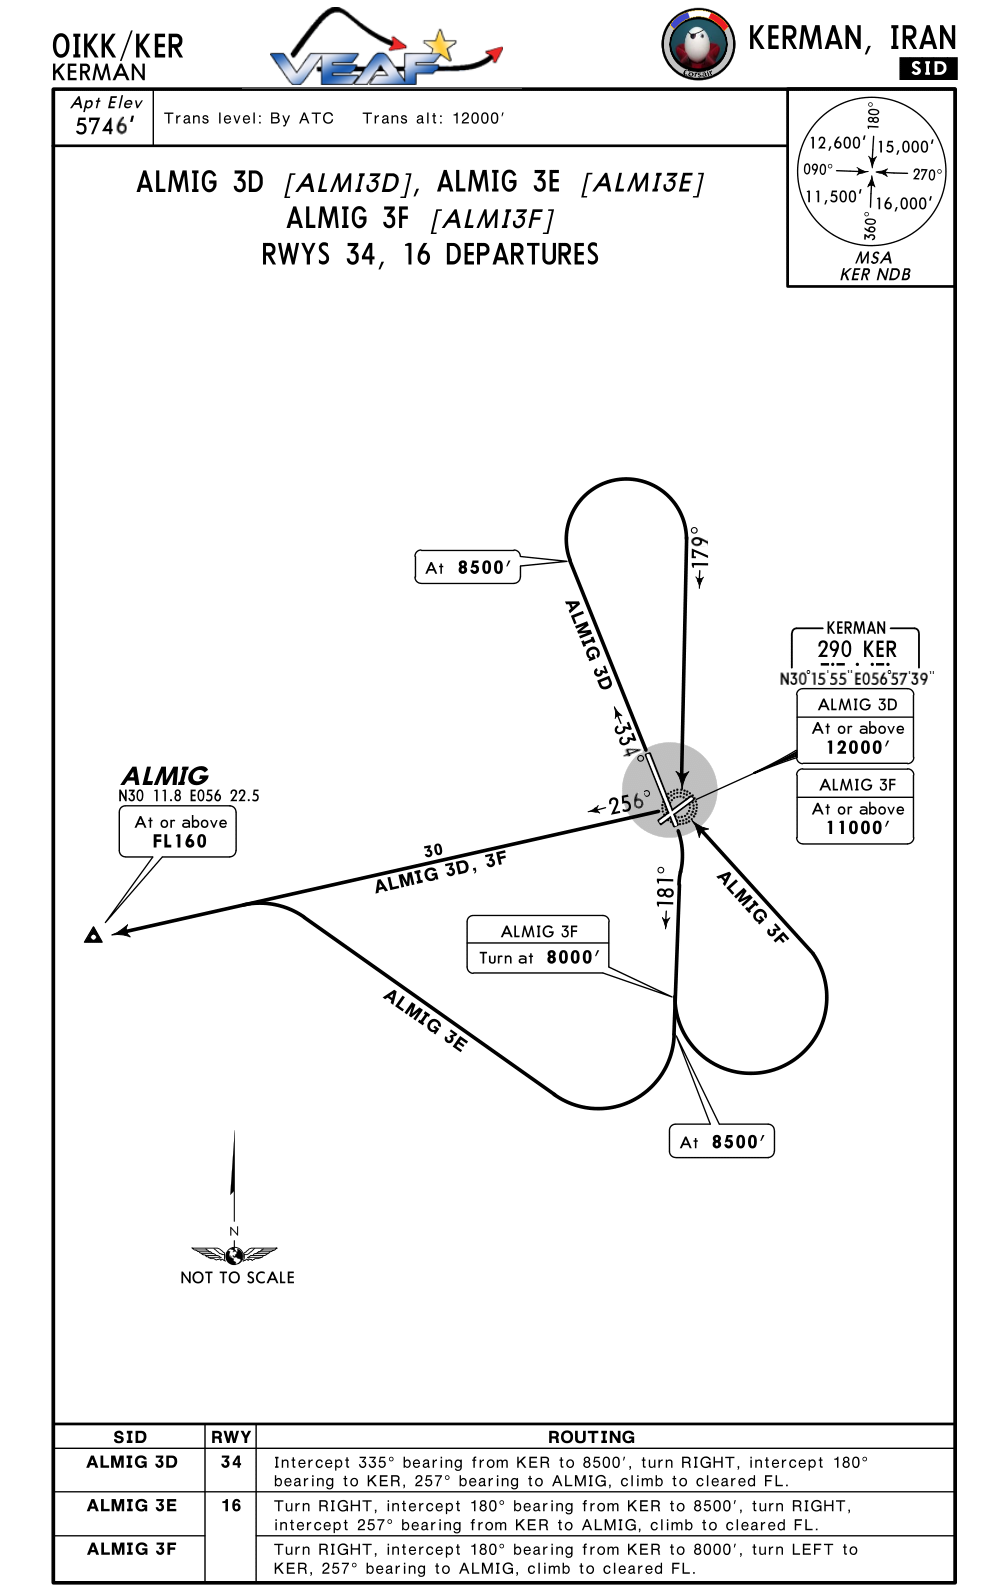 OIKK/KER
KERMAN
VEAF
corsair
KERMAN, IRAN
SID
Apt Elev
5746'
Trans level: By ATC Trans alt: 12000'
180°
12,600' 15,000'
090° 270°
11,500' 16,000'
360°
MSA
KER NDB
ALMIG 3D [ALMI3D], ALMIG 3E [ALMI3E]
ALMIG 3F [ALMI3F]
RWYS 34, 16 DEPARTURES
At 8500'
179°
ALMIG 3D
334°
KERMAN
290 KER
N30°15'55"E056°57'39"
ALMIG 3D
At or above
12000'
ALMIG 3F
At or above
11000'
ALMIG
N30 11.8 E056 22.5
At or above
FL160
256°
30
ALMIG 3D, 3F
181°
ALMIG 3F
ALMIG 3F
Turn at 8000'
ALMIG 3E
At 8500'
N
NOT TO SCALE
SID RWY ROUTING
ALMIG 3D 34 Intercept 335° bearing from KER to 8500', turn RIGHT, intercept 180°
bearing to KER, 257° bearing to ALMIG, climb to cleared FL.
ALMIG 3E 16 Turn RIGHT, intercept 180° bearing from KER to 8500', turn RIGHT,
intercept 257° bearing from KER to ALMIG, climb to cleared FL.
ALMIG 3F Turn RIGHT, intercept 180° bearing from KER to 8000', turn LEFT to
KER, 257° bearing to ALMIG, climb to cleared FL.